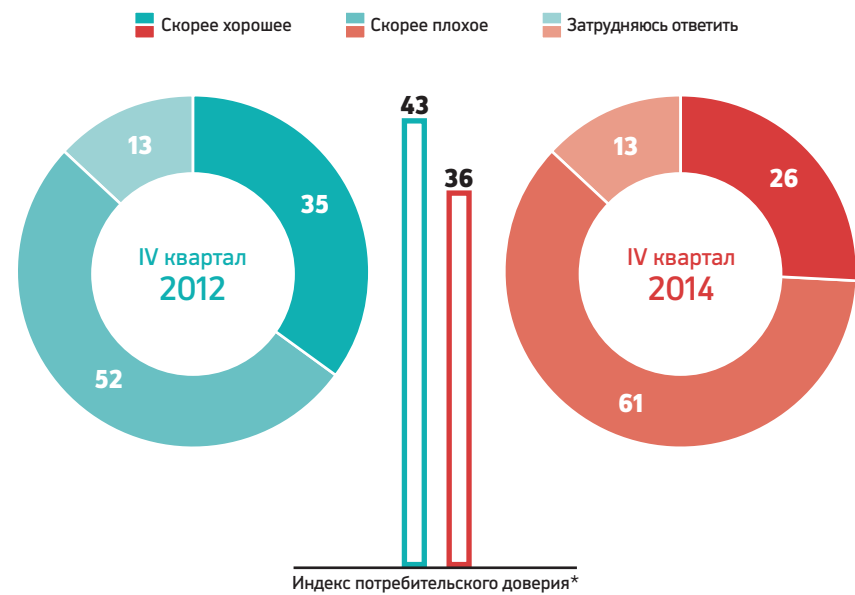 Скорее хорошее
Скорее плохое
Затрудняюсь ответить
13
35
52
IV квартал
2012
43
36
13
26
61
IV квартал
2014
Индекс потребительского доверия*